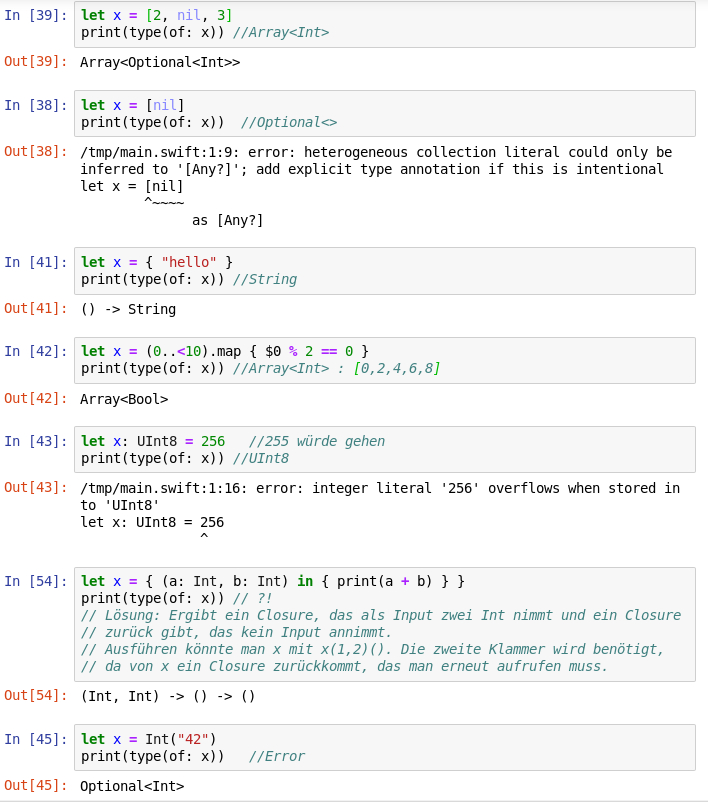 In [39]: let x = [2, nil, 3]
print(type(of: x)) //Array<Int>
Out[39]: Array<Optional<Int>>
In [38]: let x = [nil]
print(type(of: x))  //Optional<>
Out[38]: /tmp/main.swift:1:9: error: heterogeneous collection literal could only be
inferred to '[Any?]'; add explicit type annotation if this is intentional
let x = [nil]
        ^~~~~
              as [Any?]
In [41]: let x = { "hello" }
print(type(of: x)) //String
Out[41]: () -> String
In [42]: let x = (0..<10).map { $0 % 2 == 0 }
print(type(of: x)) //Array<Int> : [0,2,4,6,8]
Out[42]: Array<Bool>
In [43]: let x: UInt8 = 256   //255 würde gehen
print(type(of: x)) //UInt8
Out[43]: /tmp/main.swift:1:16: error: integer literal '256' overflows when stored in
to 'UInt8'
let x: UInt8 = 256
               ^
In [54]: let x = { (a: Int, b: Int) in { print(a + b) } }
print(type(of: x)) // ?!
// Lösung: Ergibt ein Closure, das als Input zwei Int nimmt und ein Closure
// zurück gibt, das kein Input annimmt.
// Ausführen könnte man x mit x(1,2)(). Die zweite Klammer wird benötigt,
// da von x ein Closure zurückkommt, das man erneut aufrufen muss.
Out[54]: (Int, Int) -> () -> ()
In [45]: let x = Int("42")
print(type(of: x))   //Error
Out[45]: Optional<Int>